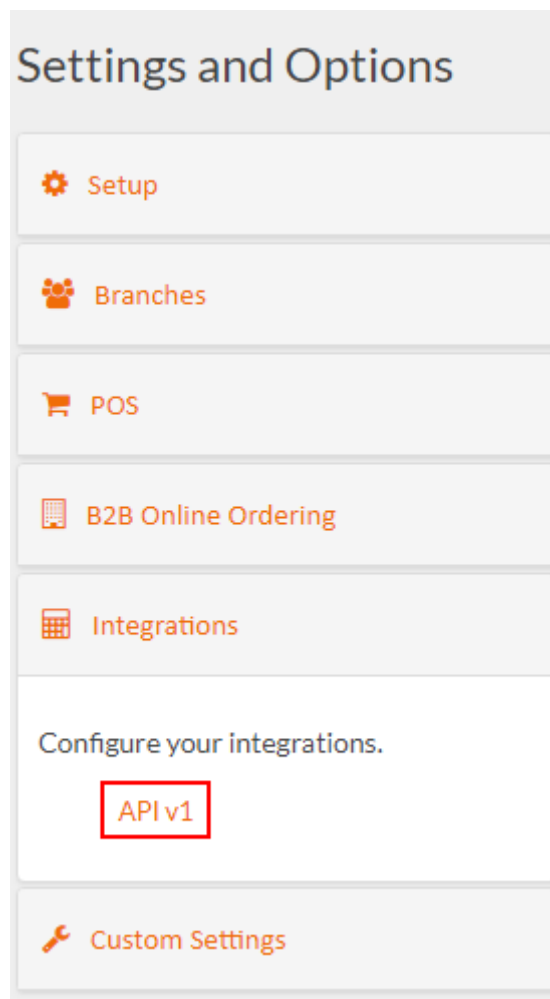 Settings and Options
Setup
Branches
POS
B2B Online Ordering
Integrations
Configure your integrations.
API v1
Custom Settings